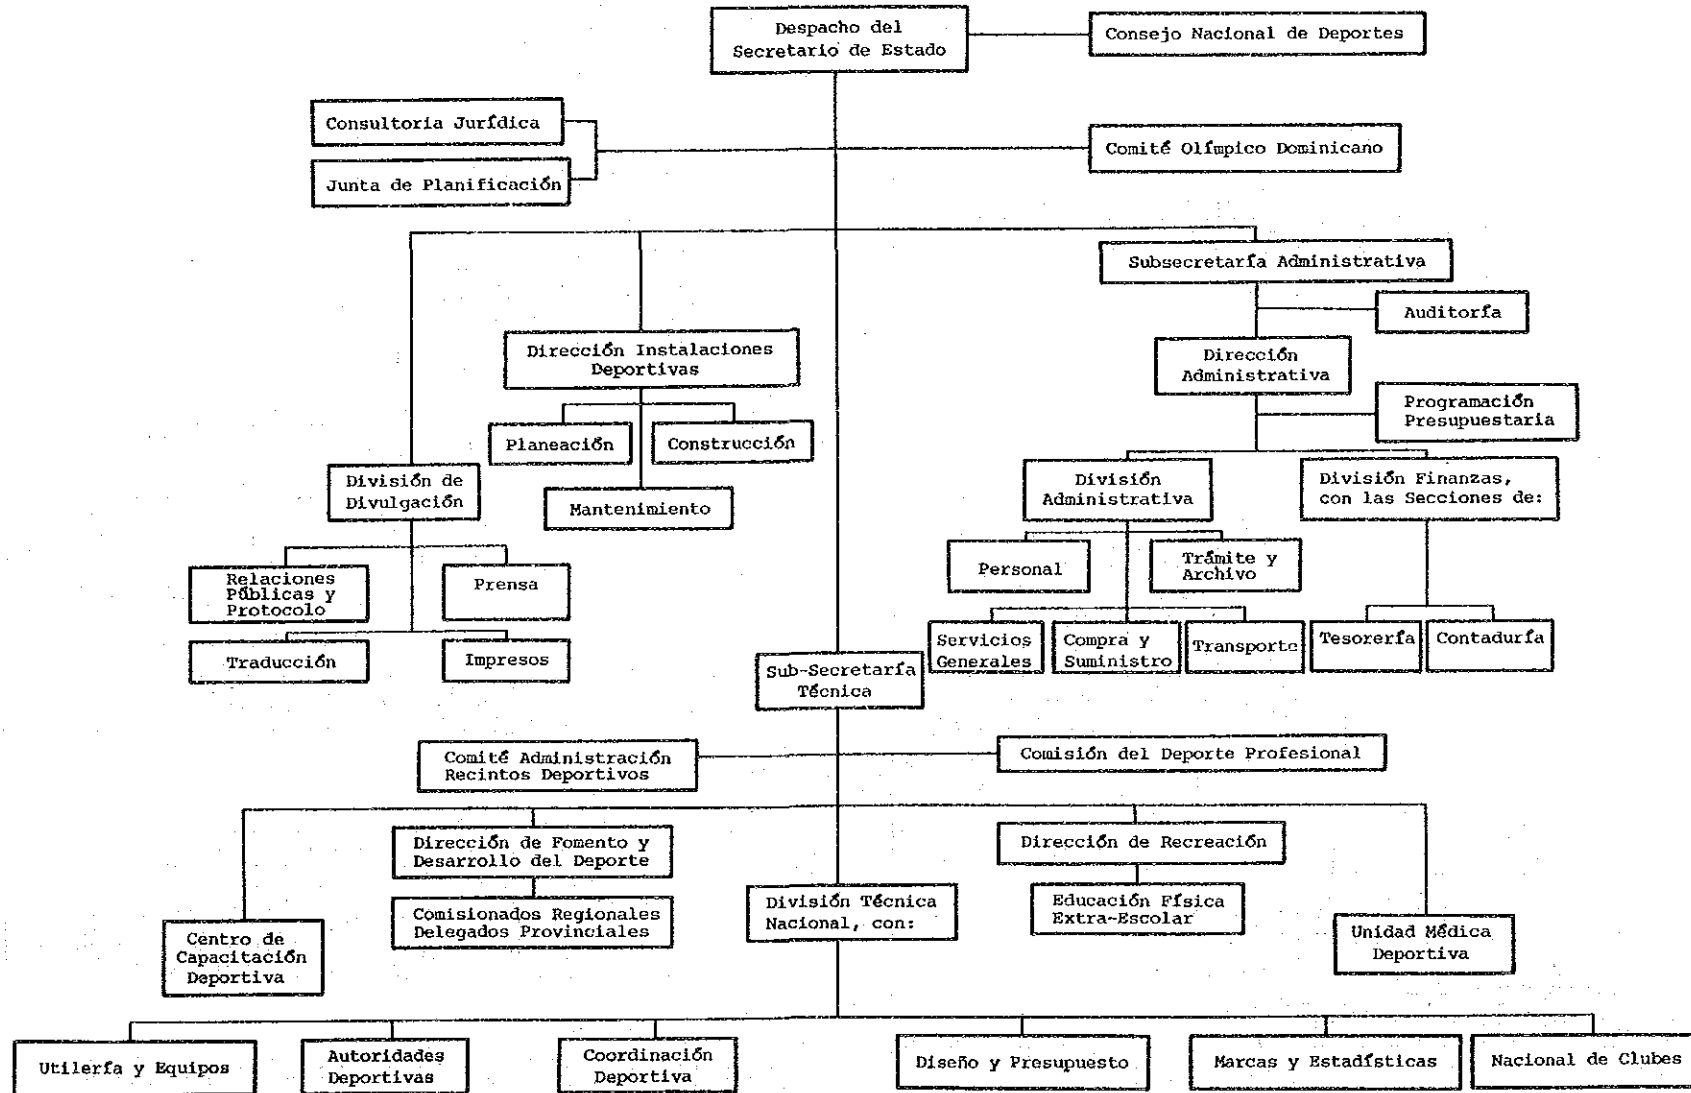 Despacho del
Secretario de Estado
Consejo Nacional de Deportes
Consultoria Jurídica
Junta de Planificación
Comité Olímpico Dominicano
Subsecretaría Administrativa
Auditoría
Dirección Instalaciones
Deportivas
Dirección
Administrativa
Programación
Presupuestaria
Planeación
Construcción
Mantenimiento
División de
Divulgación
División
Administrativa
División Finanzas,
con las Secciones de:
Relaciones
Públicas y
Protocolo
Prensa
Personal
Trámite y
Archivo
Traducción
Impresos
Servicios
Generales
Compra y
Suministro
Transporte
Tesorería
Contaduría
Sub-Secretaría
Técnica
Comité Administración
Recintos Deportivos
Comisión del Deporte Profesional
Dirección de Fomento y
Desarrollo del Deporte
Dirección de Recreación
Comisionados Regionales
Delegados Provinciales
División Técnica
Nacional, con:
Educación Física
Extra-Escolar
Centro de
Capacitación
Deportiva
Unidad Médica
Deportiva
Utilería y Equipos
Autoridades
Deportivas
Coordinación
Deportiva
Diseño y Presupuesto
Marcas y Estadísticas
Nacional de Clubes